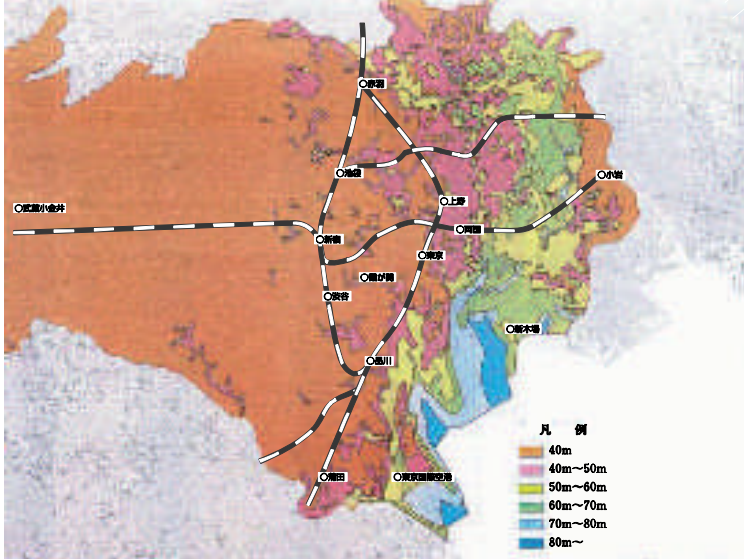 ○赤羽
○池袋
○小岩
○武蔵小金井
○上野
○両国
○新宿
○東京
○霞が関
○渋谷
○新木場
○品川
○蒲田
○東京国際空港
凡 例
40m
40m～50m
50m～60m
60m～70m
70m～80m
80m～